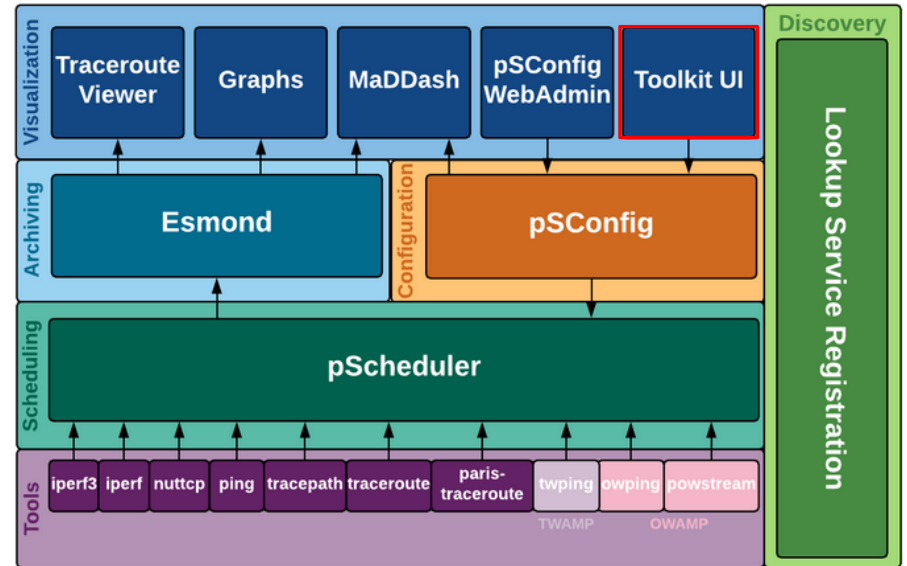 Visualization
Traceroute
Viewer
Graphs
MaDDash
pSConfig
WebAdmin
Toolkit UI
Discovery
Lookup Service Registration
Archiving
Esmond
Configuration
pSConfig
Scheduling
pScheduler
Tools
iperf3
iperf
nuttcp
ping
tracepath
traceroute
paris-
traceroute
twping
owping
powstream
TWAMP
OWAMP